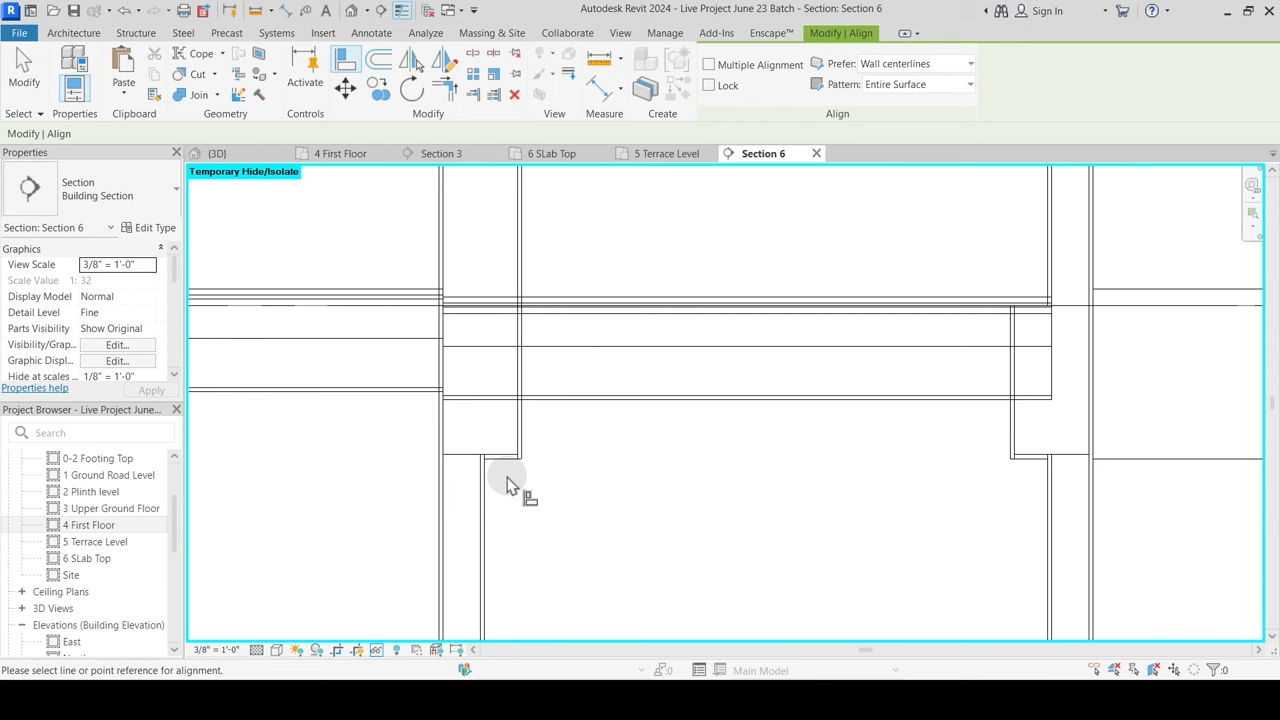 Batch
Autodesk Revit 2024 - Live Project June 23 Batch - Section: Section 6
Sign In
File
Architecture
Structure
Steel
Precast
Systems
Insert
Annotate
Analyze
Massing & Site
Collaborate
View
Manage
Add-Ins
Enscape™
Modify | Align
Modify
Paste
Cope
Cut
Join
Activate
Multiple Alignment
Lock
Prefer: Wall centerlines
Pattern: Entire Surface
Select
Properties
Clipboard
Geometry
Controls
Modify
View
Measure
Create
Align
Modify | Align
Properties
{3D}
4 First Floor
Section 3
6 SLab Top
5 Terrace Level
Section 6
Temporary Hide/Isolate
Section
Building Section
Section: Section 6
Edit Type
Graphics
View Scale 3/8" = 1'-0"
Scale Value 1: 32
Display Model Normal
Detail Level Fine
Parts Visibility Show Original
Visibility/Grap... Edit...
Graphic Displ... Edit...
Hide at scales ... 1/8" = 1'-0"
Properties help
Apply
Project Browser - Live Project June...
Search
0-2 Footing Top
1 Ground Road Level
2 Plinth level
3 Upper Ground Floor
4 First Floor
5 Terrace Level
6 SLab Top
Site
Ceiling Plans
3D Views
Elevations (Building Elevation)
East
3/8" = 1'-0"
Please select line or point reference for alignment.
:0
Main Model
:0